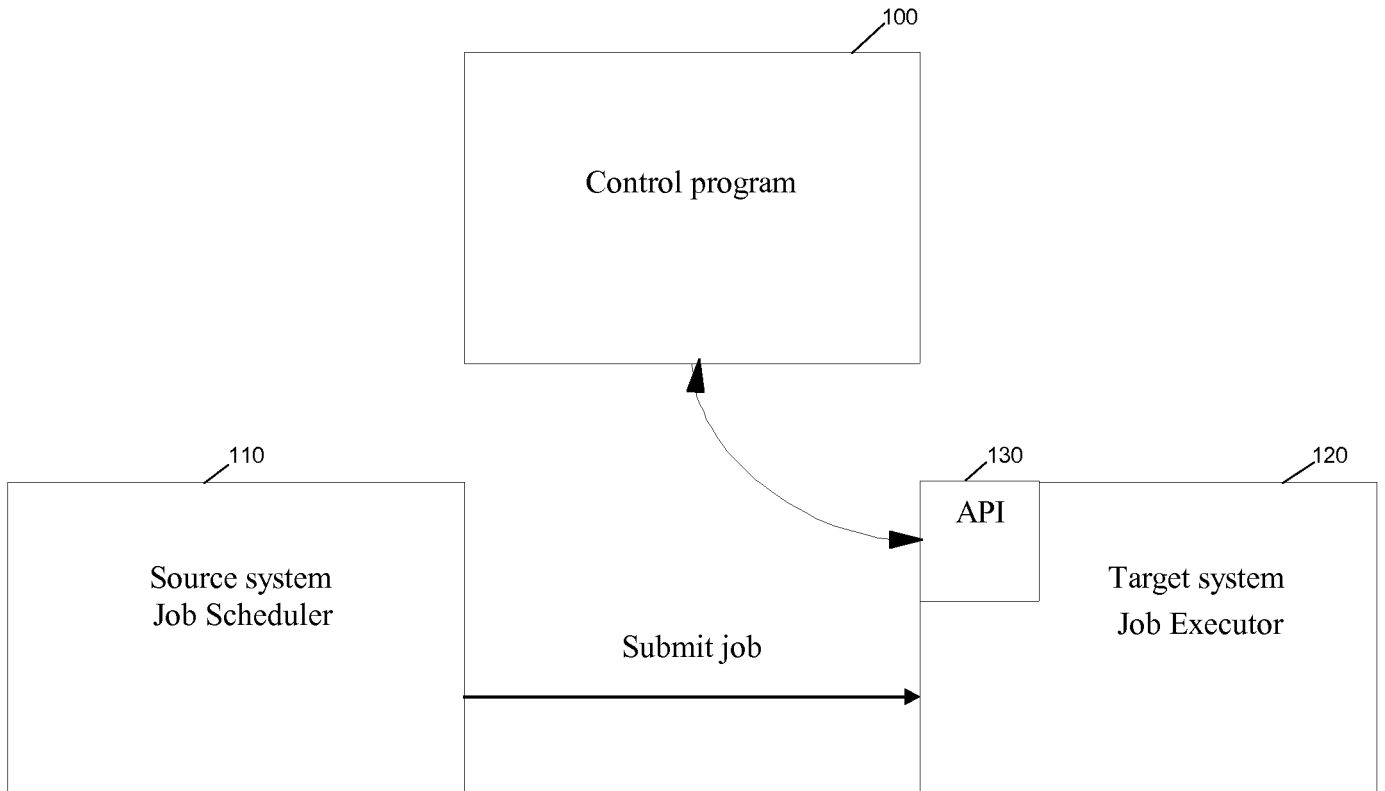 100
Control program
110
130
120
API
Source system
Job Scheduler
Target system
Job Executor
Submit job